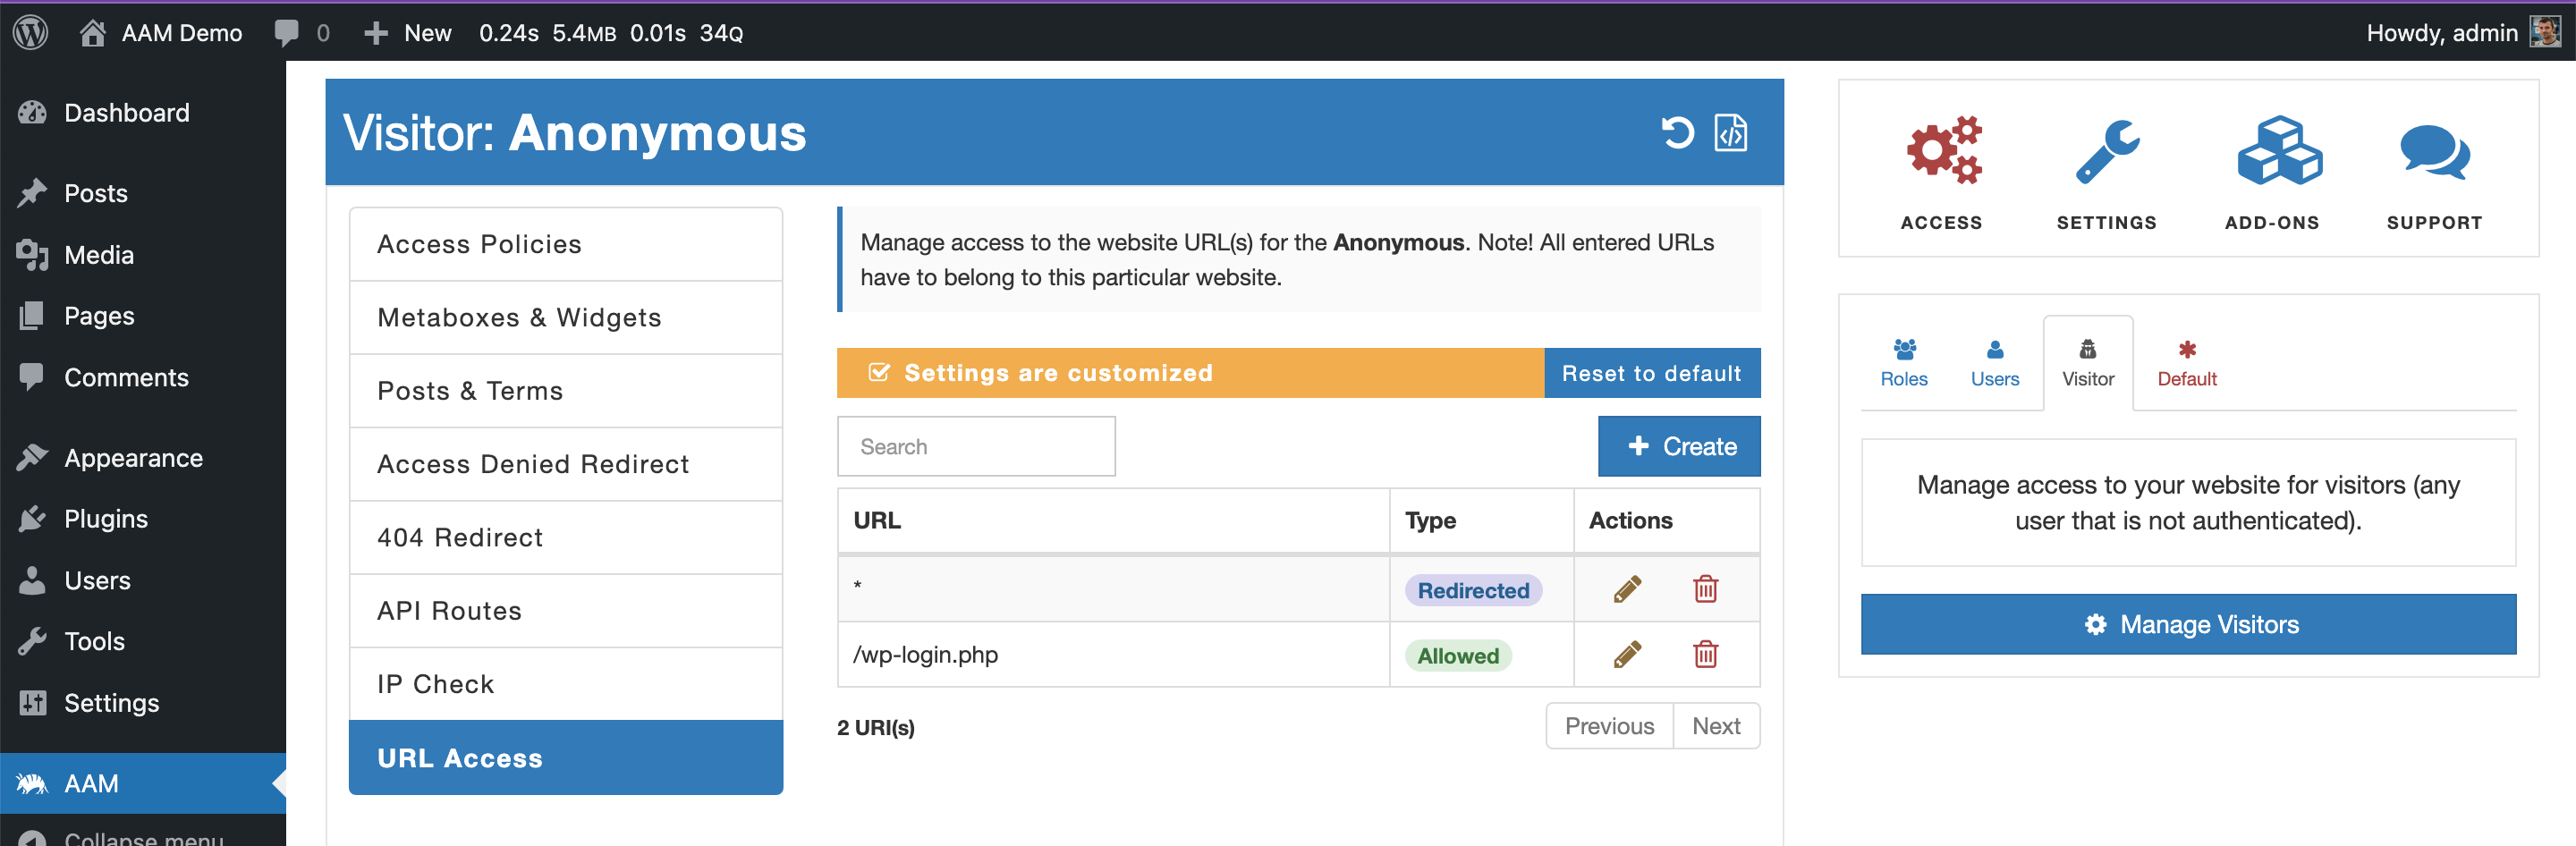 AAM Demo 0 New 0.24s 5.4MB 0.01s 34Q Howdy, admin
Dashboard
Posts
Media
Pages
Comments
Appearance
Plugins
Users
Tools
Settings
AAM
Collapse menu
Visitor: Anonymous
Access Policies
Metaboxes & Widgets
Posts & Terms
Access Denied Redirect
404 Redirect
API Routes
IP Check
URL Access
Manage access to the website URL(s) for the Anonymous. Note! All entered URLs
have to belong to this particular website.
Settings are customized Reset to default
Search Create
URL Type Actions
* Redirected
/wp-login.php Allowed
2 URI(s) Previous Next
ACCESS SETTINGS ADD-ONS SUPPORT
Roles Users Visitor Default
Manage access to your website for visitors (any
user that is not authenticated).
Manage Visitors